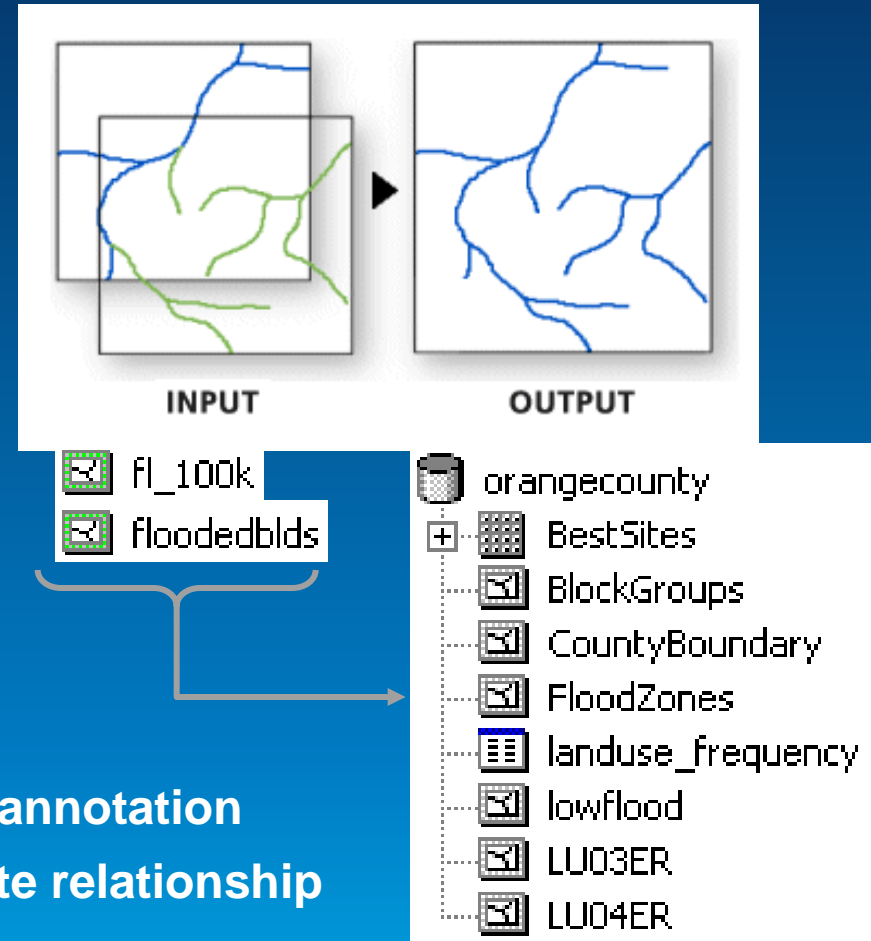 INPUT
OUTPUT
fl_100k
floodedblds
orangecounty
BestSites
BlockGroups
CountyBoundary
FloodZones
landuse_frequency
lowflood
LU03ER
LU04ER
annotation
te relationship